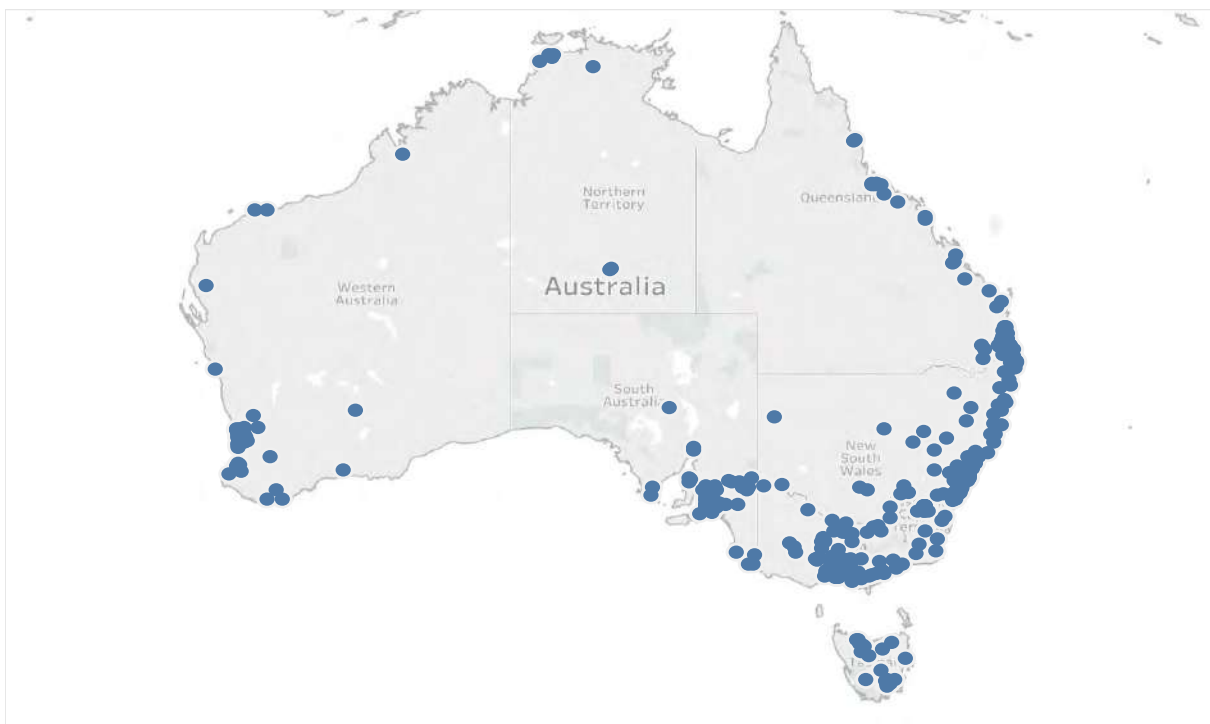 Northern
Territory
Queensland
Australia
Western
Australia
South
Australia
New
South
Wales